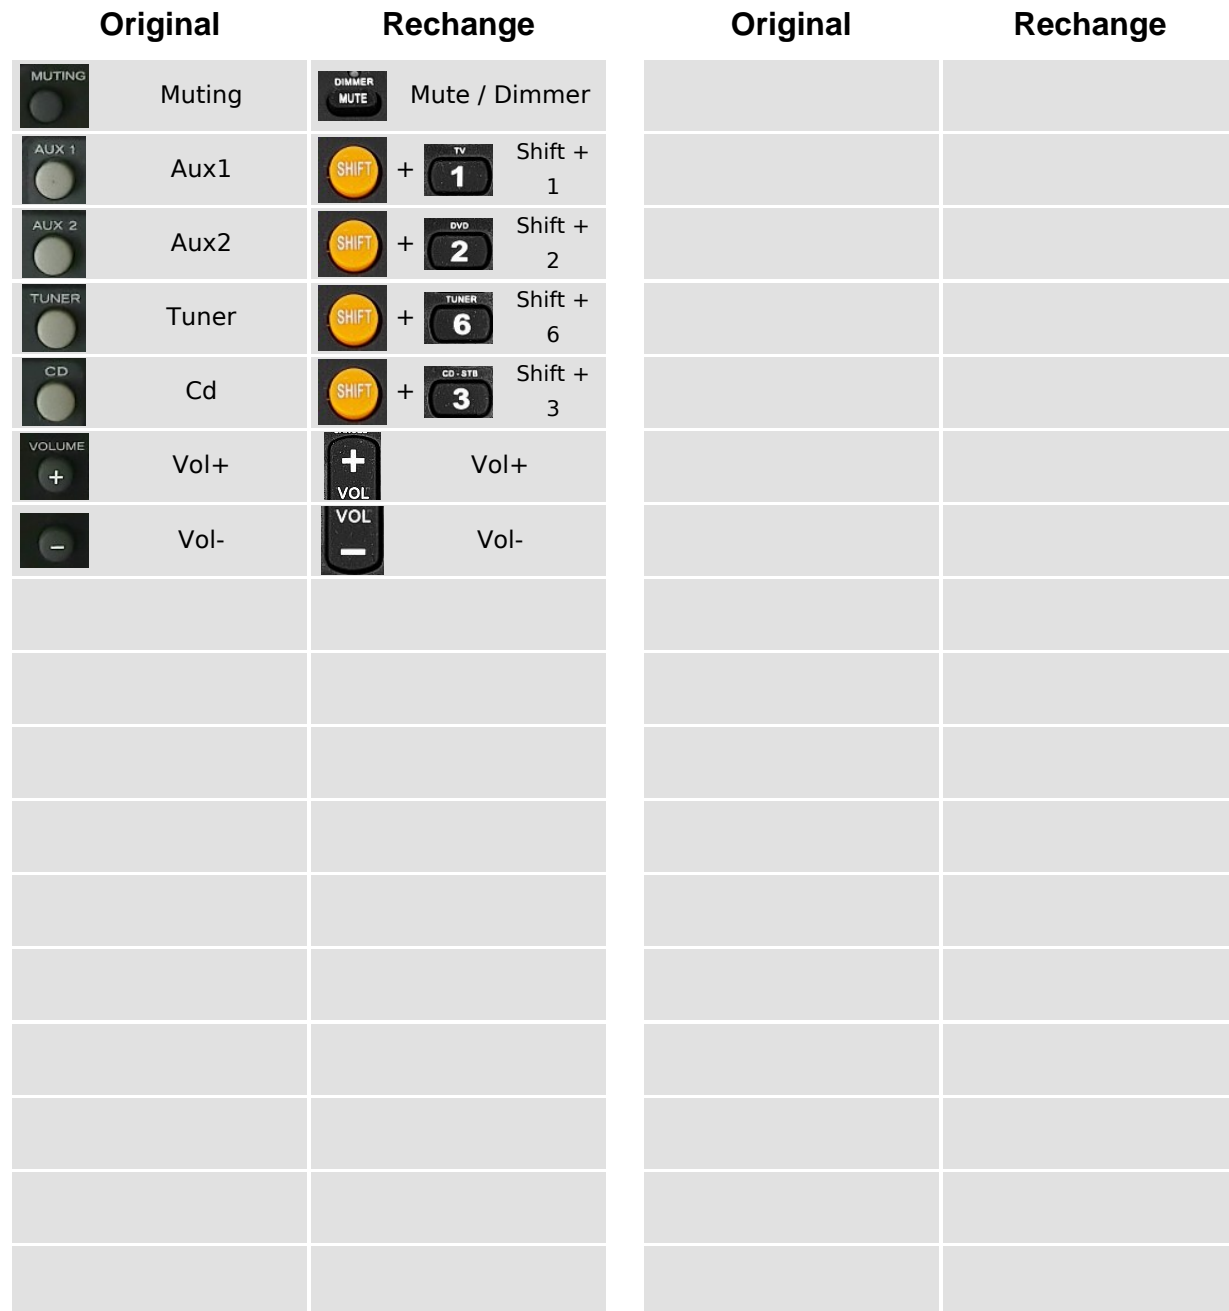 Original Rechange Original Rechange
MUTING Muting DIMMER MUTE Mute / Dimmer
AUX 1 Aux1 SHIFT + TV 1 Shift +
1
AUX 2 Aux2 SHIFT + DVD 2 Shift +
2
TUNER Tuner SHIFT + TUNER 6 Shift +
6
CD Cd SHIFT + CD-STB 3 Shift +
3
VOLUME + Vol+ + VOL Vol+
- Vol- VOL - Vol-